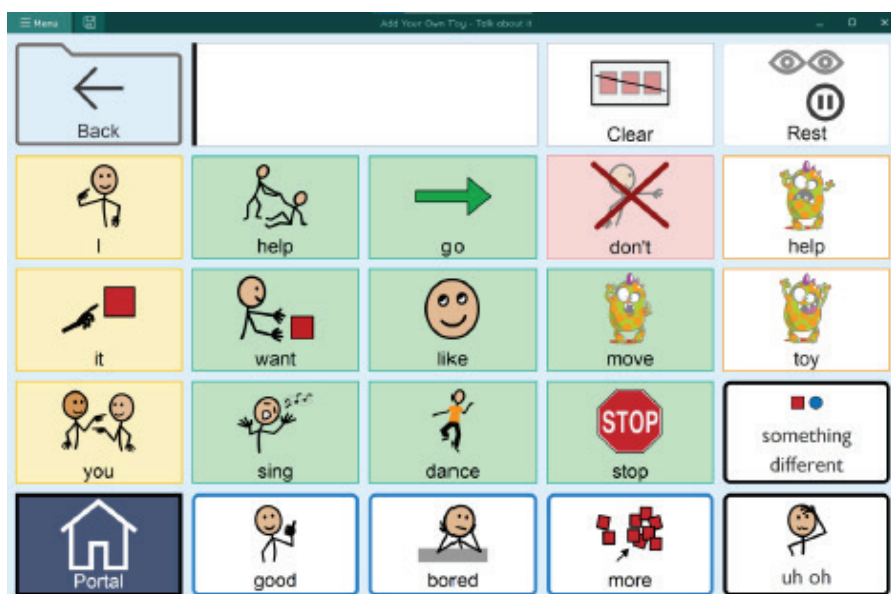 Menu
Add Your Own Toy - Talk about it
Back
Clear
Rest
I
help
go
don't
help
it
want
like
move
toy
you
sing
dance
STOP
stop
something
different
Portal
good
bored
more
uh oh